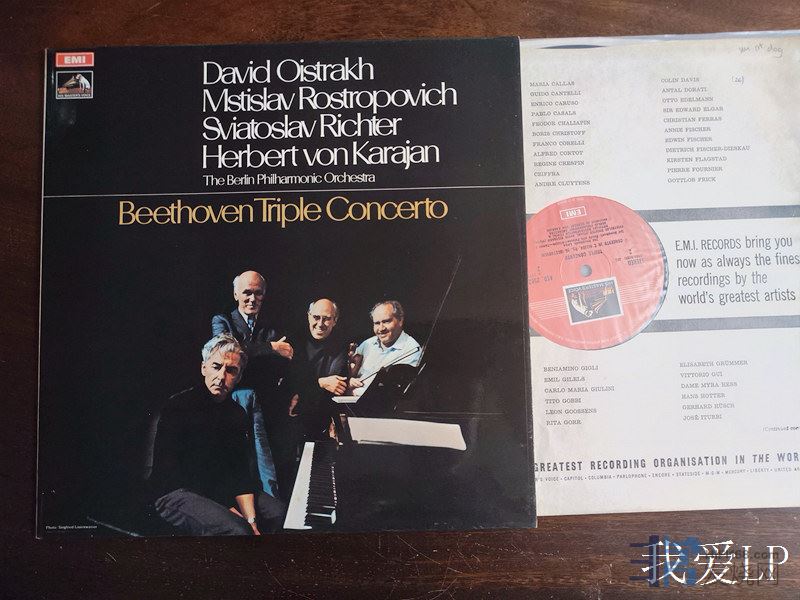 EMI
HIS MASTER'S VOICE
David Oistrakh
Mstislav Rostropovich
Sviatoslav Richter
Herbert von Karajan
The Berlin Philharmonic Orchestra
Beethoven Triple Concerto
MARIA CALLAS
GUIDO CANTELLI
ENRICO CARUSO
PABLO CASALS
FEODOR CHALIAPIN
BORIS CHRISTOFF
FRANCO CORELLI
ALFRED CORTOT
REGINE CRESPIN
CZIFFRA
ANDRE CLUYTENS
COLIN DAVIS
ANTAL DORATI
OTTO EDELMANN
SIR EDWARD ELGAR
CHRISTIAN FERRAS
ANNIE FISCHER
EDWIN FISCHER
DIETRICH FISCHER-DIESKAU
KIRSTEN FLAGSTAD
PIERRE FOURNIER
GOTTLOB FRICK
EMI
STEREO
TRIPLE CONCERTO
E.M.I. RECORDS bring you
now as always the fines
recordings by the
world's greatest artists
BENIAMINO GIGLI
EMIL GILELS
CARLO MARIA GIULINI
TITO GOBBI
LEON GOOSSENS
RITA GORR
ELISABETH GRÜMMER
VITTORIO GUI
DAME MYRA HESS
HANS HOTTER
GERHARD HÜSCH
JOSÉ ITURBI
GREATEST RECORDING ORGANISATION IN THE WOR
R'S VOICE • CAPITOL • COLUMBIA • PARLOPHONE • ENCORE • STATESIDE • M-G-M • MERCURY • LIBERTY • UNITED AR
我爱LP